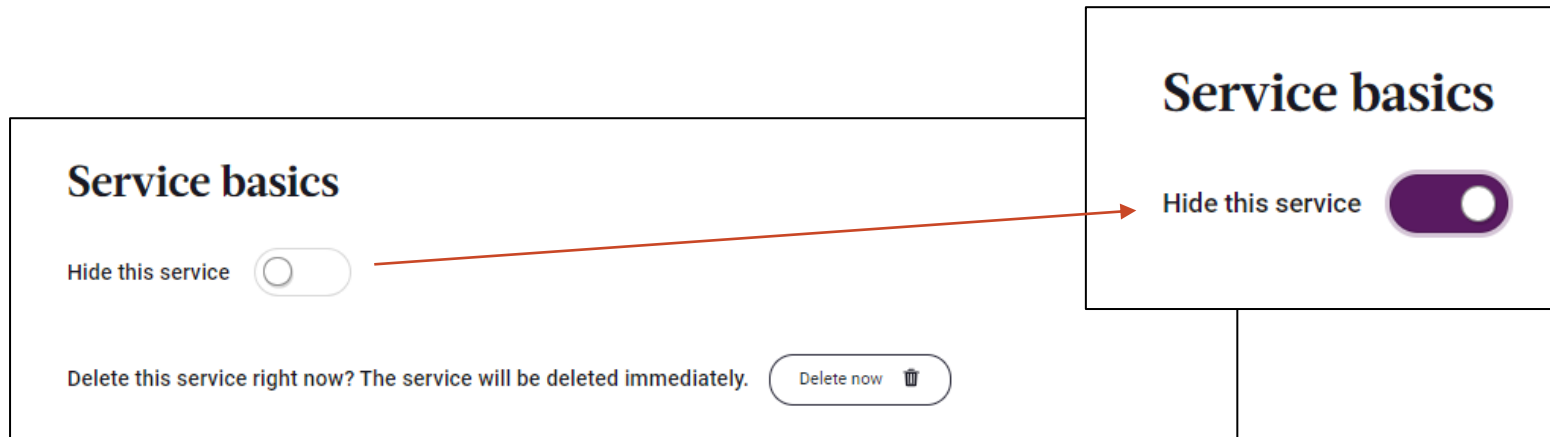 Service basics
Hide this service
Delete this service right now? The service will be deleted immediately.
Delete now
Service basics
Hide this service